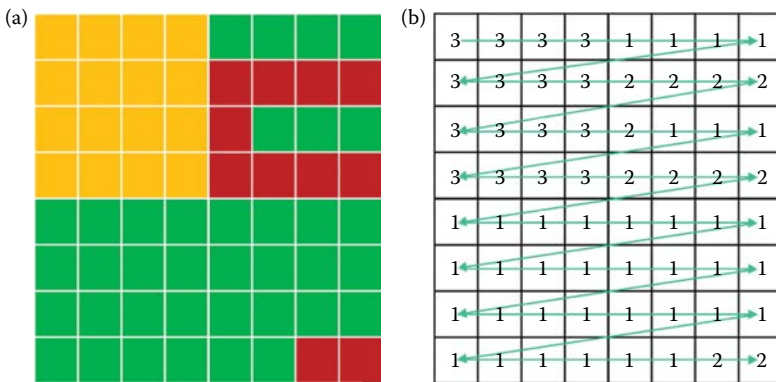 (a)
(b)
3 3 3 3 1 1 1 1
3 3 3 3 2 2 2 2
3 3 3 3 2 1 1 1
3 3 3 3 2 2 2 2
1 1 1 1 1 1 1 1
1 1 1 1 1 1 1 1
1 1 1 1 1 1 1 1
1 1 1 1 1 1 2 2